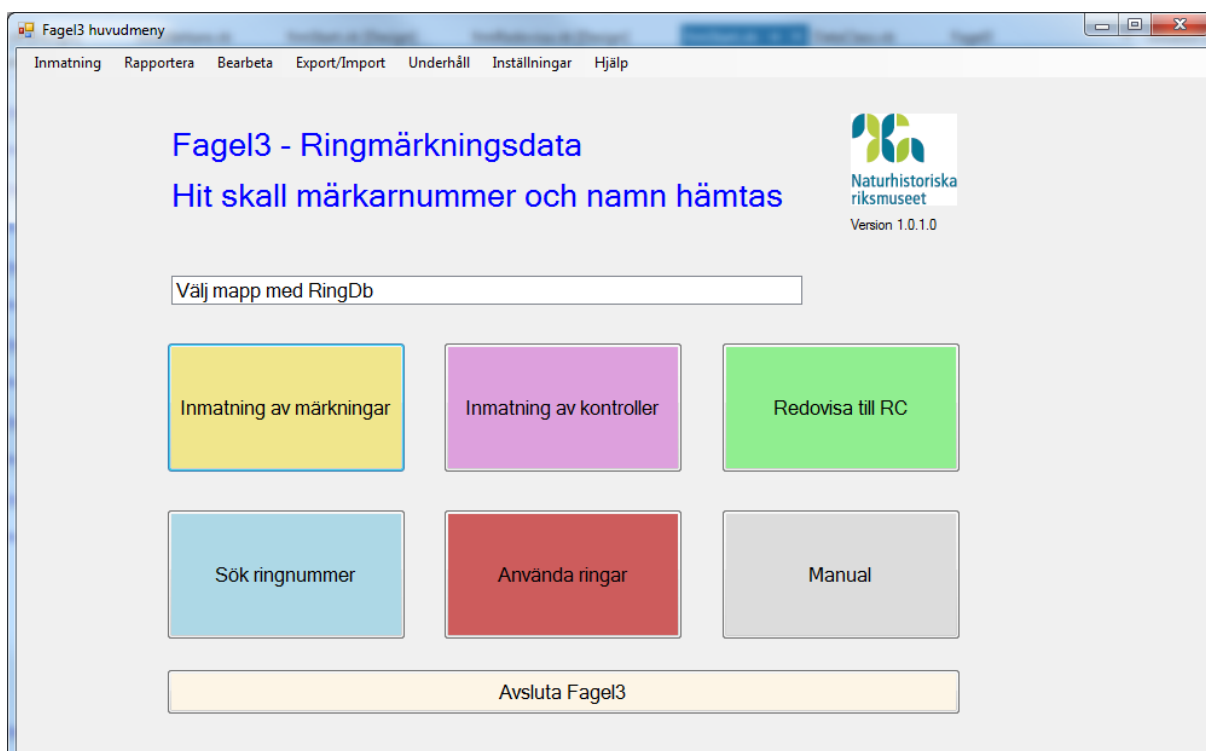 Fagel3 huvudmeny
Inmatning Rapportera Bearbeta Export/Import Underhåll Inställningar Hjälp
Fagel3 - Ringmärkningsdata
Hit skall märkarnummer och namn hämtas
Naturhistoriska
riksmuseet
Version 1.0.1.0
Välj mapp med RingDb
Inmatning av märkningar Inmatning av kontroller Redovisa till RC
Sök ringnummer Använda ringar Manual
Avsluta Fagel3